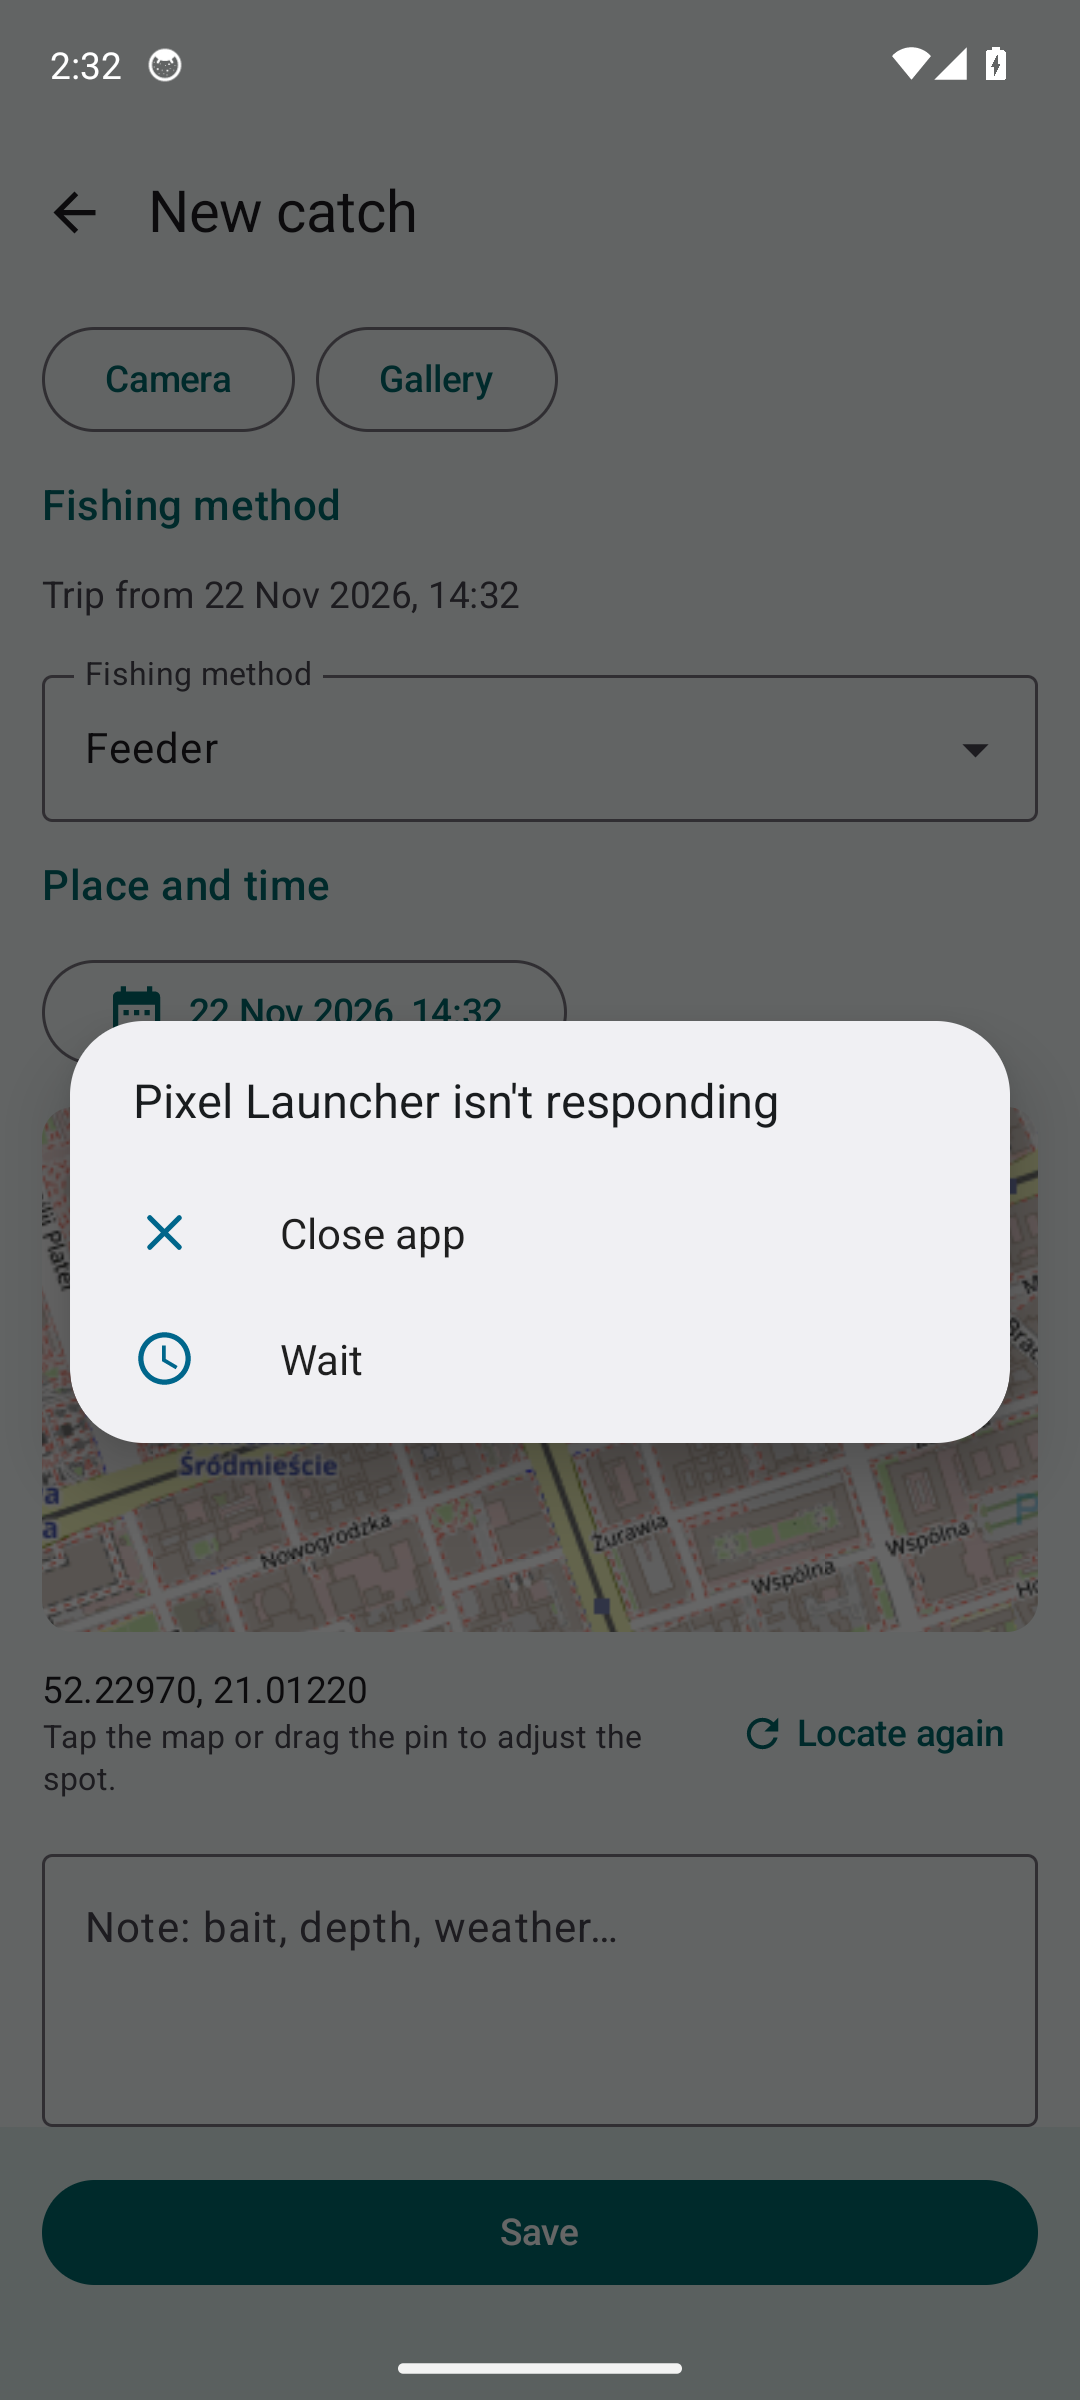 2:32
New catch
Camera
Gallery
Fishing method
Trip from 22 Nov 2026, 14:32
Fishing method
Feeder
Place and time
22 Nov 2026, 14:32
Pixel Launcher isn't responding
Close app
Wait
Śródmieście
Nowogrodzka
Żurawia
Wspólna
Wspólna
52.22970, 21.01220
Tap the map or drag the pin to adjust the
spot.
Locate again
Note: bait, depth, weather…
Save